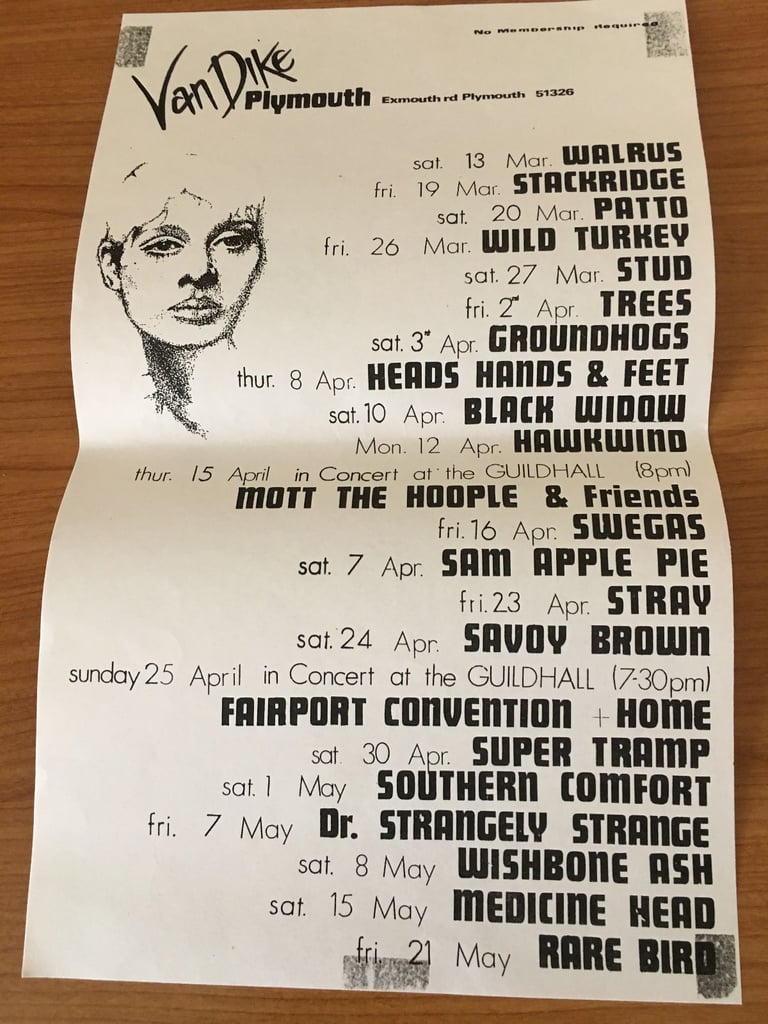 No Membership Required
Van Dike
Plymouth Exmouth rd Plymouth 51326
sat. 13 Mar. WALRUS
fri. 19 Mar. STACKRIDGE
sat. 20 Mar. PATTO
fri. 26 Mar. WILD TURKEY
sat. 27 Mar. STUD
fri. 2nd Apr. TREES
sat. 3rd Apr. GROUNDHOGS
thur. 8 Apr. HEADS HANDS & FEET
sat. 10 Apr. BLACK WIDOW
Mon. 12 Apr. HAWKWIND
thur. 15 April in Concert at the GUILDHALL (8pm)
MOTT THE HOOPLE & Friends
fri. 16 Apr. SWEGAS
sat. 7 Apr. SAM APPLE PIE
fri. 23 Apr. STRAY
sat. 24 Apr. SAVOY BROWN
sunday 25 April in Concert at the GUILDHALL (7-30pm)
FAIRPORT CONVENTION + HOME
sat. 30 Apr. SUPER TRAMP
sat. 1 May SOUTHERN COMFORT
fri. 7 May Dr. STRANGELY STRANGE
sat. 8 May WISHBONE ASH
sat. 15 May MEDICINE HEAD
fri. 21 May RARE BIRD